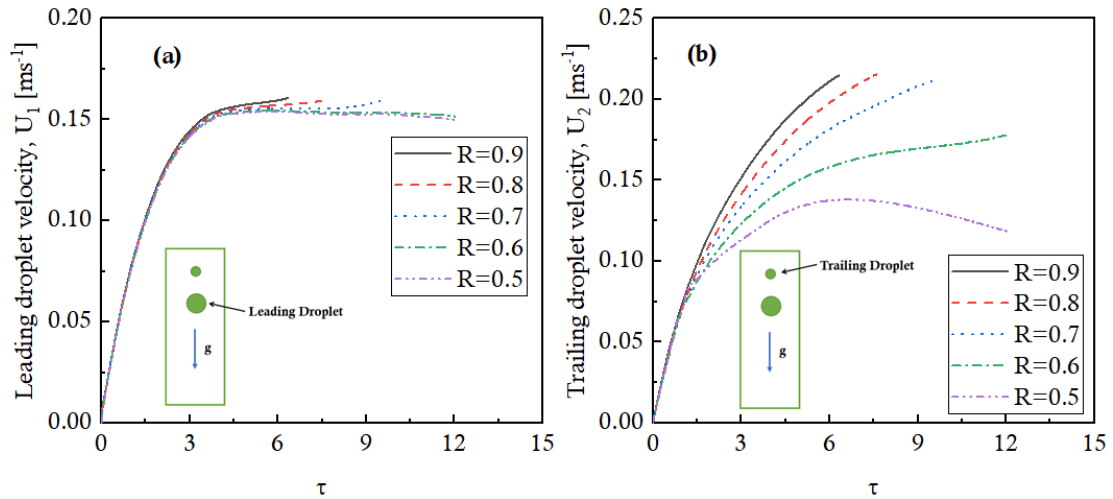 (a)
Leading droplet velocity, U₁ [ms⁻¹]
0.20
0.15
0.10
0.05
0.00
R=0.9
R=0.8
R=0.7
R=0.6
R=0.5
Leading Droplet
g
0 3 6 9 12 15
τ
(b)
Trailing droplet velocity, U₂ [ms⁻¹]
0.25
0.20
0.15
0.10
0.05
0.00
Trailing Droplet
g
R=0.9
R=0.8
R=0.7
R=0.6
R=0.5
0 3 6 9 12 15
τ